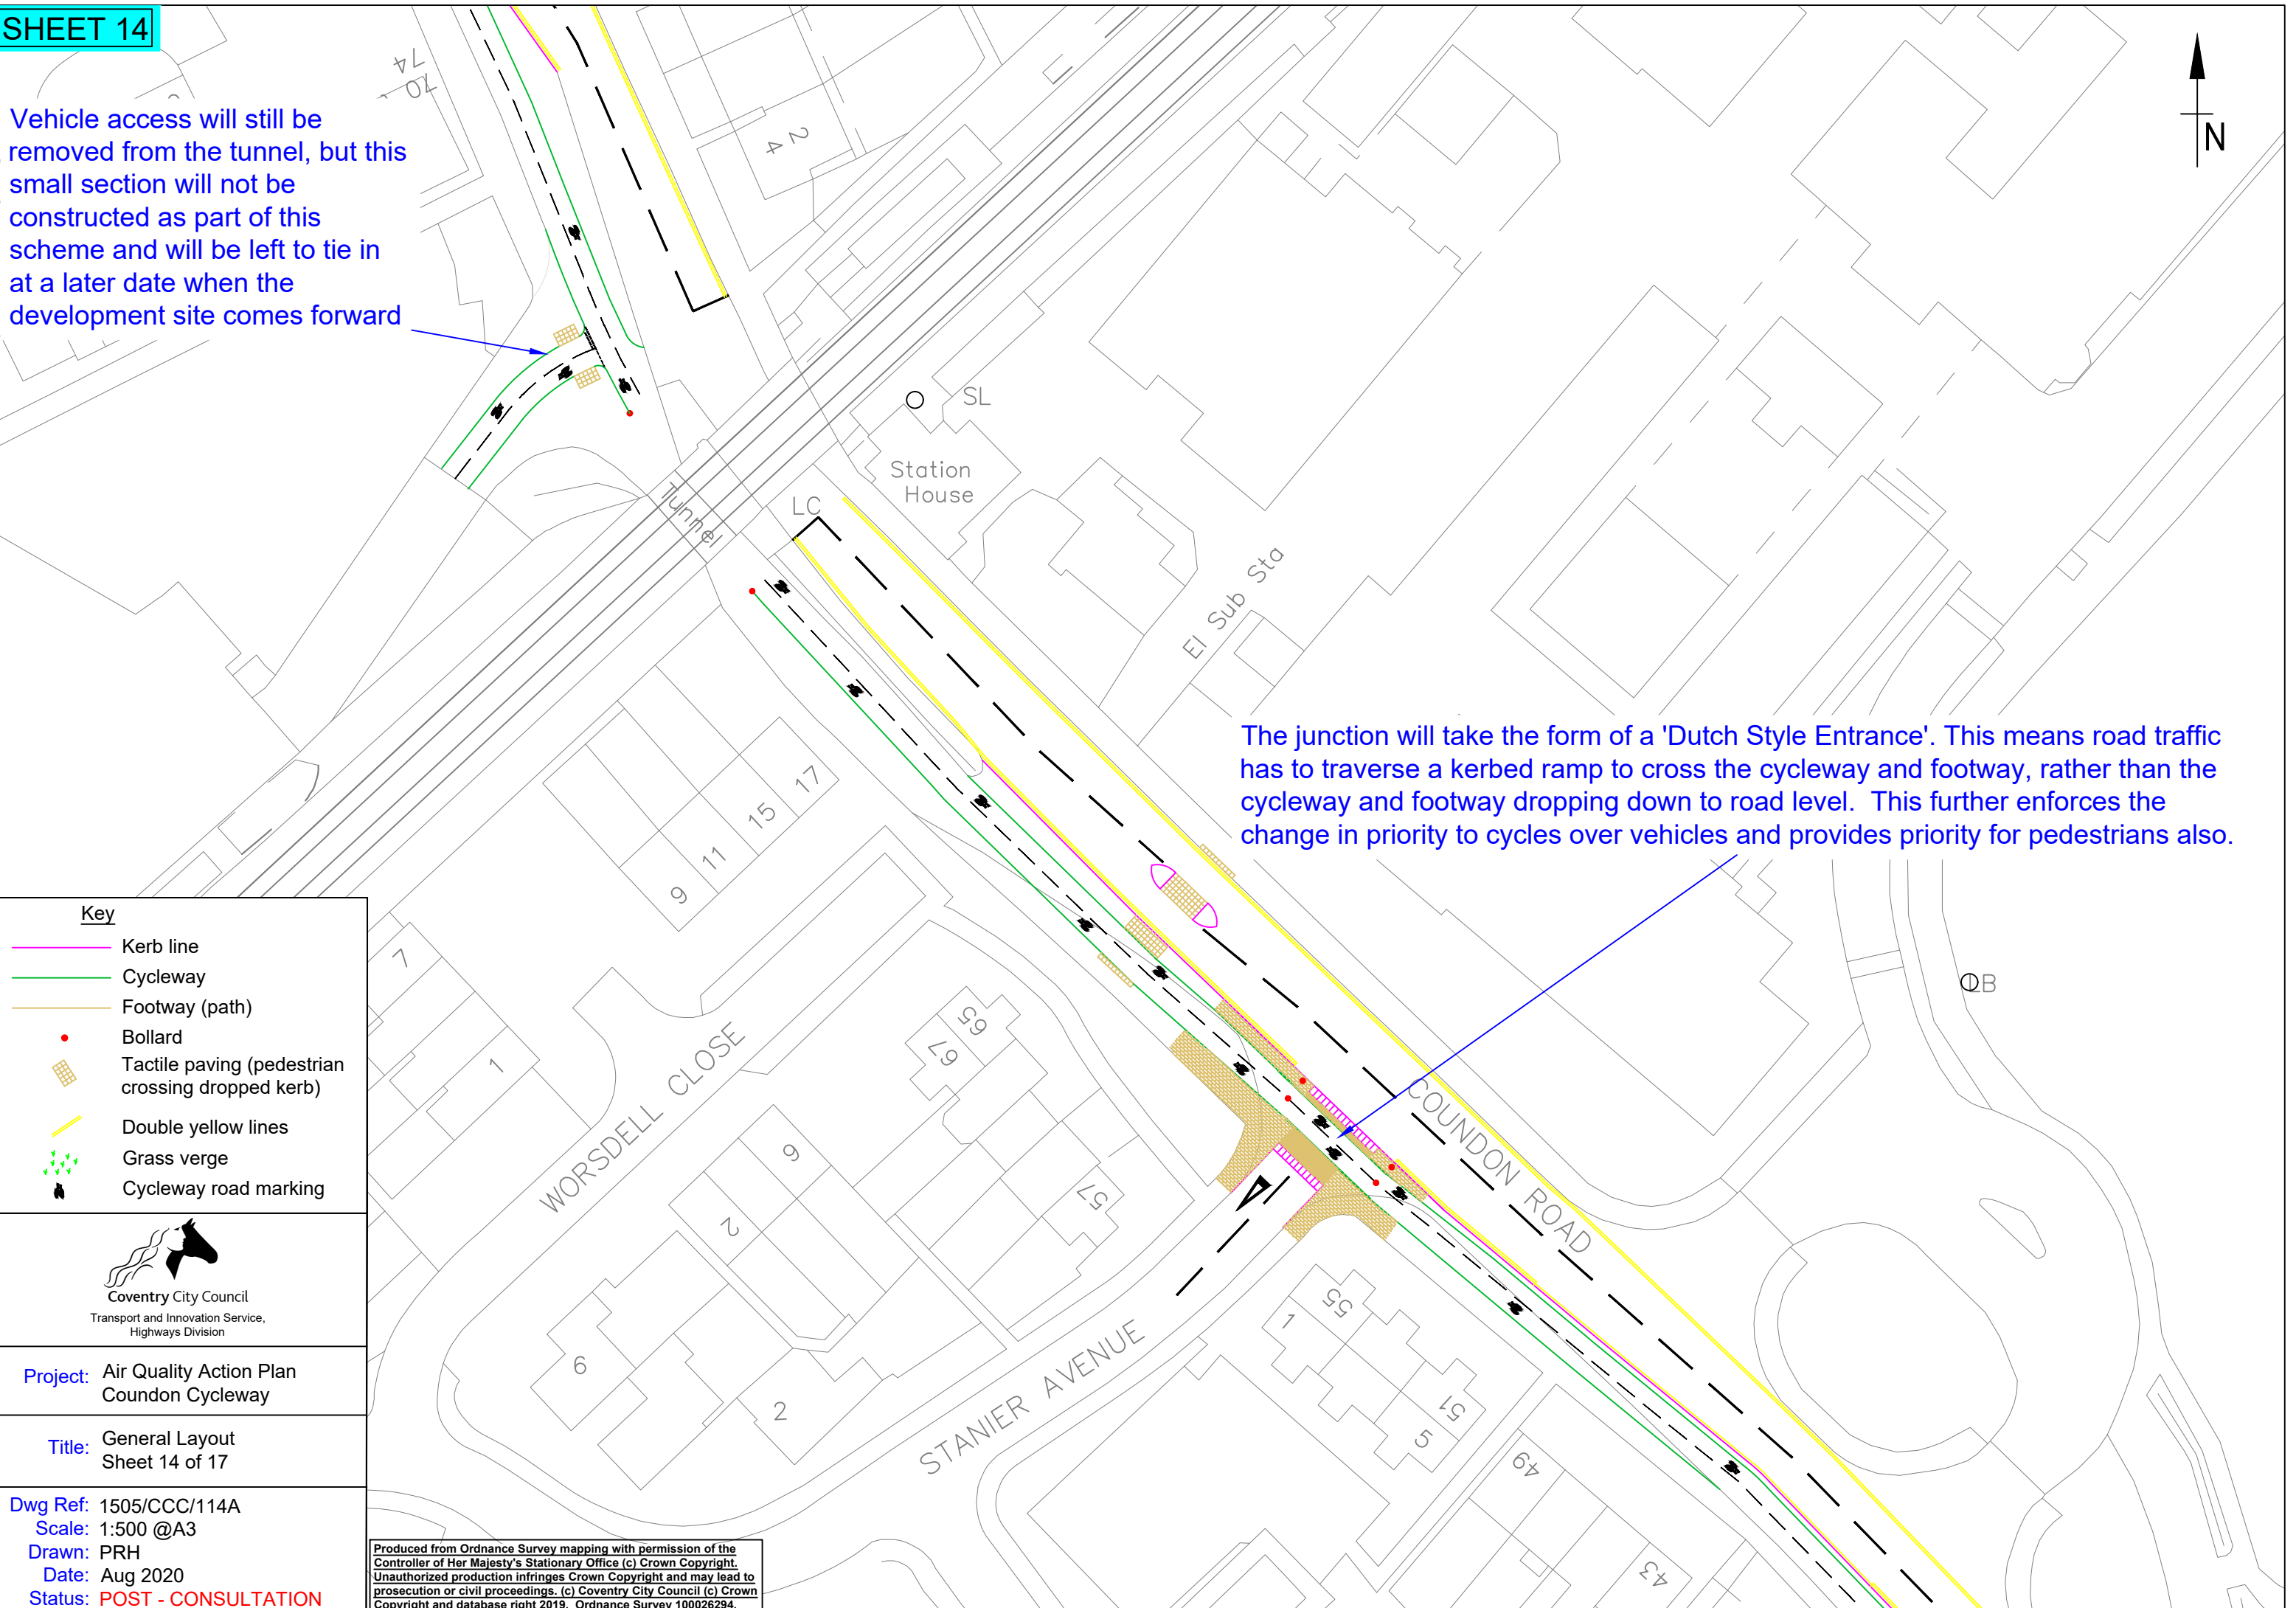 SHEET 14
74
70
Vehicle access will still be
removed from the tunnel, but this
small section will not be
constructed as part of this
scheme and will be left to tie in
at a later date when the
development site comes forward
2
4
N
SL
Station
House
LC
Tunnel
El Sub Sta
The junction will take the form of a 'Dutch Style Entrance'. This means road traffic
has to traverse a kerbed ramp to cross the cycleway and footway, rather than the
cycleway and footway dropping down to road level.  This further enforces the
change in priority to cycles over vehicles and provides priority for pedestrians also.
17
15
11
9
7
1
65
67
LB
WORSDELL CLOSE
COUNDON ROAD
9
2
57
6
2
STANIER AVENUE
55
1
51
5
49
43
Key
Kerb line
Cycleway
Footway (path)
Bollard
Tactile paving (pedestrian
crossing dropped kerb)
Double yellow lines
Grass verge
Cycleway road marking
Coventry City Council
Transport and Innovation Service,
Highways Division
Project: Air Quality Action Plan
Coundon Cycleway
Title: General Layout
Sheet 14 of 17
Dwg Ref: 1505/CCC/114A
Scale: 1:500 @A3
Drawn: PRH
Date: Aug 2020
Status: POST - CONSULTATION
Produced from Ordnance Survey mapping with permission of the
Controller of Her Majesty's Stationary Office (c) Crown Copyright.
Unauthorized production infringes Crown Copyright and may lead to
prosecution or civil proceedings. (c) Coventry City Council (c) Crown
Copyright and database right 2019. Ordnance Survey 100026294.